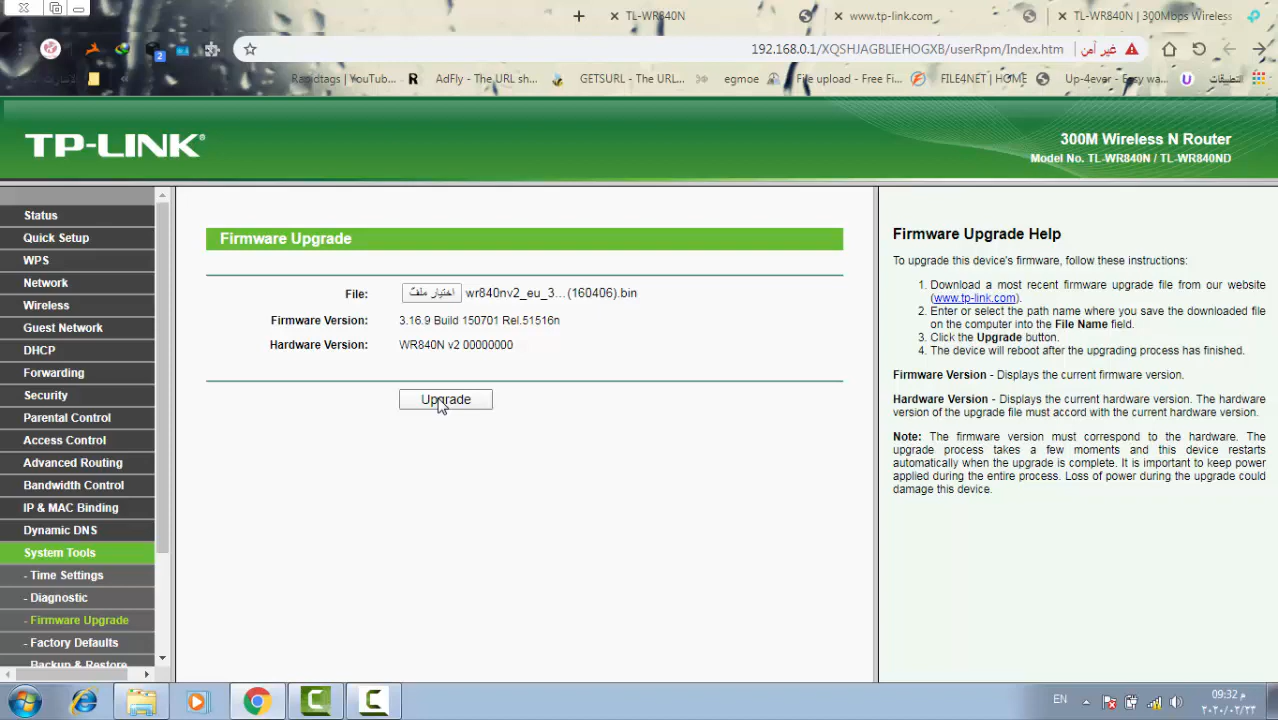 TL-WR840N
www.tp-link.com
TL-WR840N | 300Mbps Wireless
192.168.0.1/XQSHJAGBLIEHOGXB/userRpm/Index.htm
غير آمن
Rapidtags | YouTub...
AdFly - The URL sh...
GETSURL - The URL...
egmoe
File upload - Free Fi...
FILE4NET | HOME
Up-4ever - Easy wa...
التطبيقات
TP-LINK®
300M Wireless N Router
Model No. TL-WR840N / TL-WR840ND
Status
Quick Setup
WPS
Network
Wireless
Guest Network
DHCP
Forwarding
Security
Parental Control
Access Control
Advanced Routing
Bandwidth Control
IP & MAC Binding
Dynamic DNS
System Tools
- Time Settings
- Diagnostic
- Firmware Upgrade
- Factory Defaults
- Backup & Restore
Firmware Upgrade
File: اختيار ملف wr840nv2_eu_3...(160406).bin
Firmware Version: 3.16.9 Build 150701 Rel.51516n
Hardware Version: WR840N v2 00000000
Upgrade
Firmware Upgrade Help
To upgrade this device's firmware, follow these instructions:
1. Download a most recent firmware upgrade file from our website
(www.tp-link.com).
2. Enter or select the path name where you save the downloaded file
on the computer into the File Name field.
3. Click the Upgrade button.
4. The device will reboot after the upgrading process has finished.
Firmware Version - Displays the current firmware version.
Hardware Version - Displays the current hardware version. The hardware
version of the upgrade file must accord with the current hardware version.
Note: The firmware version must correspond to the hardware. The
upgrade process takes a few moments and this device restarts
automatically when the upgrade is complete. It is important to keep power
applied during the entire process. Loss of power during the upgrade could
damage this device.
EN
09:32 م
٢٠٢٠/٠٢/٢٣